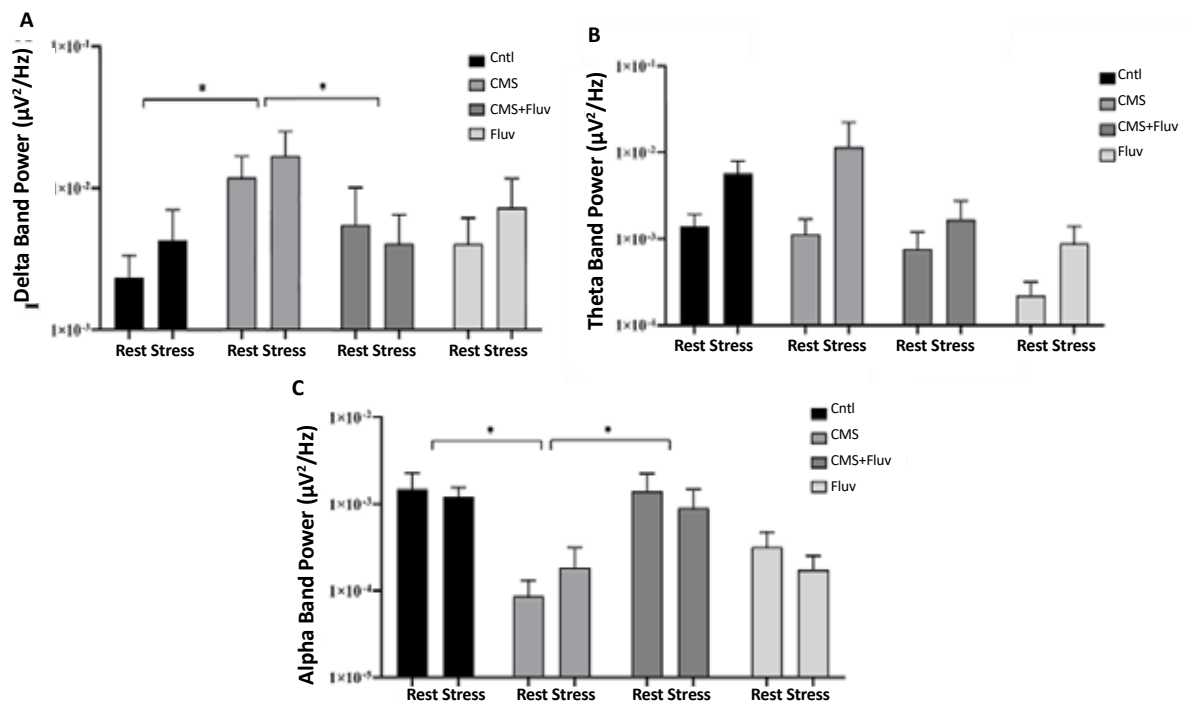 A
Delta Band Power (µV²/Hz)
1×10⁻¹
1×10⁻²
1×10⁻³
*
*
Cntl
CMS
CMS+Fluv
Fluv
Rest Stress
Rest Stress
Rest Stress
Rest Stress
B
Theta Band Power (µV²/Hz)
1×10⁻¹
1×10⁻²
1×10⁻³
1×10⁻⁴
Cntl
CMS
CMS+Fluv
Fluv
Rest Stress
Rest Stress
Rest Stress
Rest Stress
C
Alpha Band Power (µV²/Hz)
1×10⁻²
1×10⁻³
1×10⁻⁴
1×10⁻⁵
*
*
Cntl
CMS
CMS+Fluv
Fluv
Rest Stress
Rest Stress
Rest Stress
Rest Stress